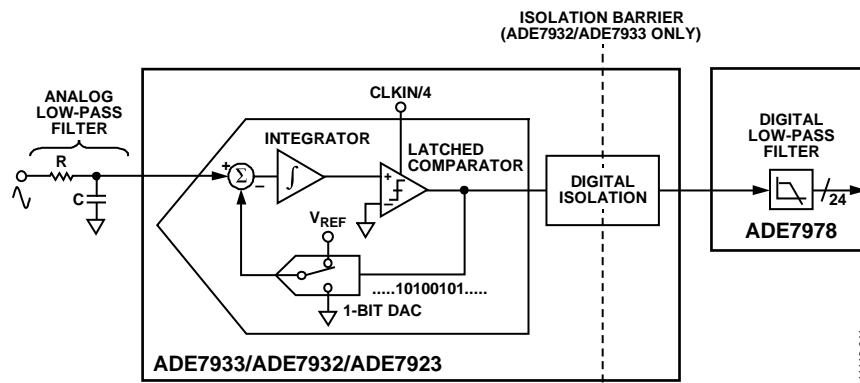 ISOLATION BARRIER
(ADE7932/ADE7933 ONLY)
ANALOG
LOW-PASS
FILTER
R
C
CLKIN/4
INTEGRATOR
LATCHED
COMPARATOR
+
Σ
–
∫
+
–
VREF
.....10100101.....
1-BIT DAC
DIGITAL
ISOLATION
DIGITAL
LOW-PASS
FILTER
24
ADE7978
ADE7933/ADE7932/ADE7923